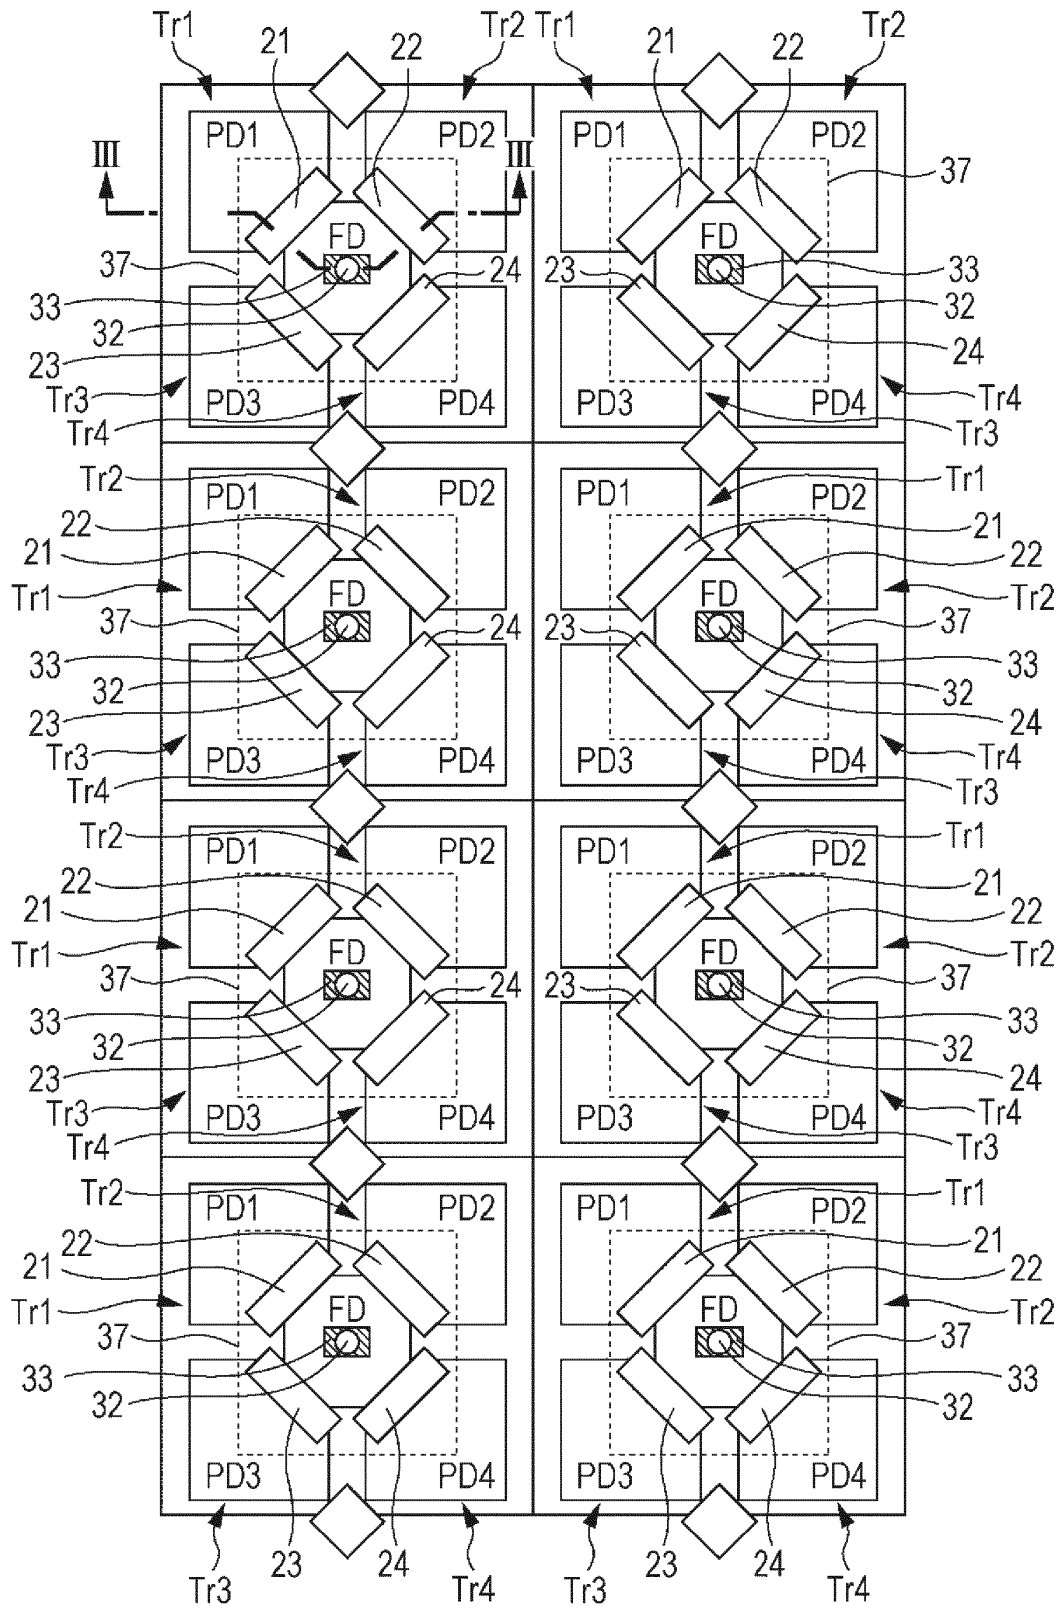 Tr1 Tr2 Tr1 Tr2
21 22 21 22
PD1 PD2 PD1 PD2
III III 37
FD FD
37 24 23 33
33 32
32 24
23
Tr3 PD3 PD4 PD3 PD4 Tr4
Tr4 Tr3
Tr2 PD1 PD2 PD1 PD2 Tr1
22 21
21 22
Tr1 FD FD Tr2
37 24 23 37
33 33
32 32
23 24
Tr3 PD3 PD4 PD3 PD4 Tr4
Tr4 Tr3
Tr2 PD1 PD2 PD1 PD2 Tr1
22 21
21 22
Tr1 FD FD Tr2
37 24 23 37
33 33
32 32
23 24
Tr3 PD3 PD4 PD3 PD4 Tr4
Tr4 Tr3
Tr2 PD1 PD2 PD1 PD2 Tr1
22 21
21 22
Tr1 FD FD Tr2
37 37
33 33
32 32
PD3 PD4 PD3 PD4
23 24 23 24
Tr3 Tr4 Tr3 Tr4